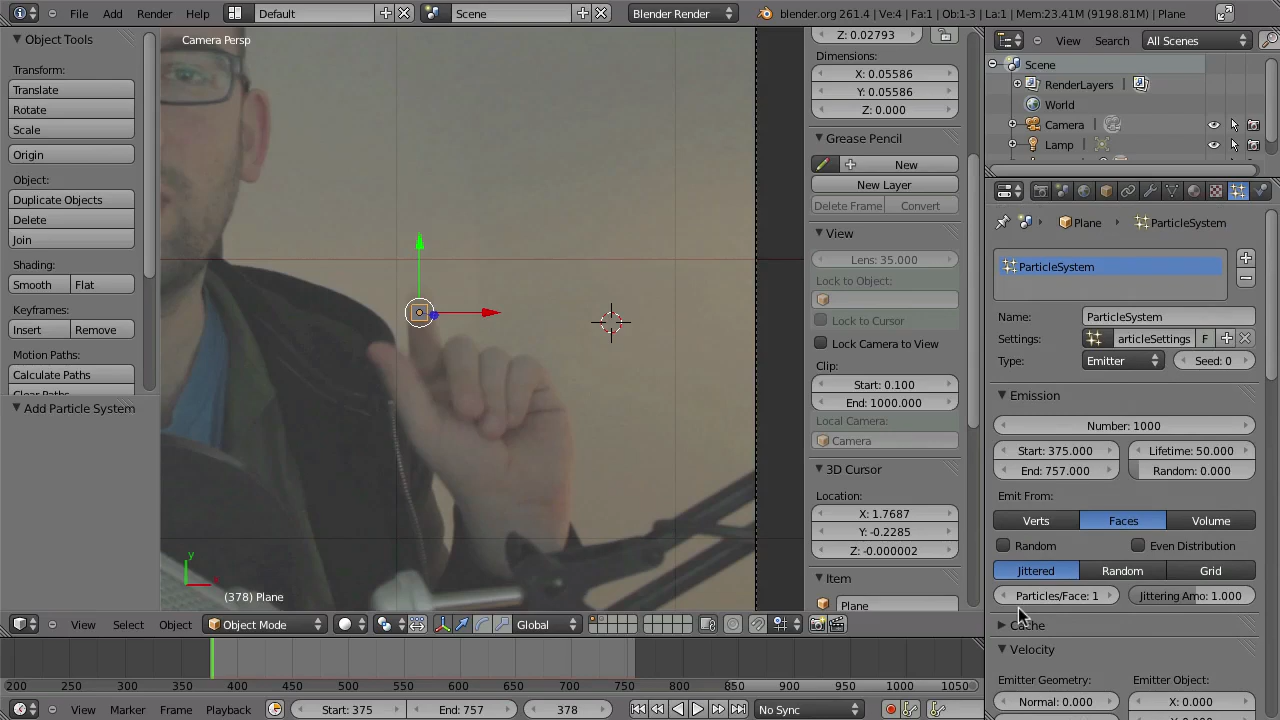 File Add Render Help Default Scene Blender Render blender.org 261.4 | Ve:4 | Fa:1 | Ob:1-3 | La:1 | Mem:23.41M (9198.81M) | Plane
Object Tools
Transform:
Translate
Rotate
Scale
Origin
Object:
Duplicate Objects
Delete
Join
Shading:
Smooth Flat
Keyframes:
Insert Remove
Motion Paths:
Calculate Paths
Add Particle System
Camera Persp
y
(378) Plane
Z: 0.02793
Dimensions:
X: 0.05586
Y: 0.05586
Z: 0.000
Grease Pencil
New
New Layer
Delete Frame Convert
View
Lens: 35.000
Lock to Object:
Lock to Cursor
Lock Camera to View
Clip:
Start: 0.100
End: 1000.000
Local Camera:
Camera
3D Cursor
Location:
X: 1.7687
Y: -0.2285
Z: -0.000002
Item
Plane
View Search All Scenes
Scene
RenderLayers |
World
Camera |
Lamp |
Plane ParticleSystem
ParticleSystem
Name: ParticleSystem
Settings: articleSettings F
Type: Emitter Seed: 0
Emission
Number: 1000
Start: 375.000 Lifetime: 50.000
End: 757.000 Random: 0.000
Emit From:
Verts Faces Volume
Random Even Distribution
Jittered Random Grid
Particles/Face: 1 Jittering Amo: 1.000
Cache
Velocity
Emitter Geometry: Emitter Object:
Normal: 0.000 X: 0.000
View Select Object Object Mode Global
200 250 300 350 400 450 500 550 600 650 700 750 800 850 900 950 1000 1050
View Marker Frame Playback Start: 375 End: 757 378 No Sync